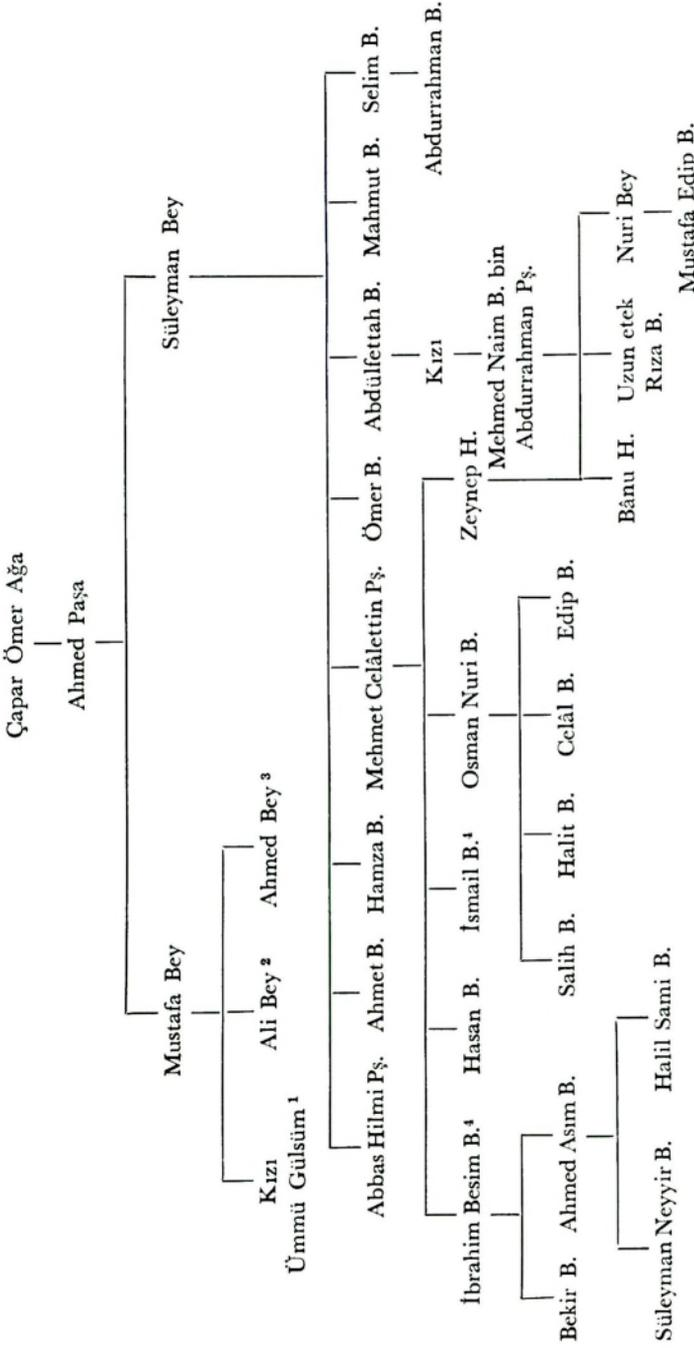 Çapar Ömer Ağa
Ahmed Paşa
Mustafa Bey
Süleyman Bey
Kızı
Ümmü Gülsüm ¹
Ali Bey ²
Ahmed Bey ³
Abbas Hilmi Pş.
Ahmet B.
Hamza B.
Mehmet Celâlettin Pş.
Ömer B.
Abdülfettah B.
Mahmut B.
Selim B.
Kızı
Abdurrahman B.
İbrahim Besim B.⁴
Hasan B.
İsmail B.⁴
Osman Nuri B.
Zeynep H.
Mehmed Naim B. bin
Abdurrahman Pş.
Bekir B.
Ahmed Asım B.
Salih B.
Halit B.
Celâl B.
Edip B.
Bânu H.
Uzun etek
Rıza B.
Nuri Bey
Süleyman Neyyir B.
Halil Sami B.
Mustafa Edip B.